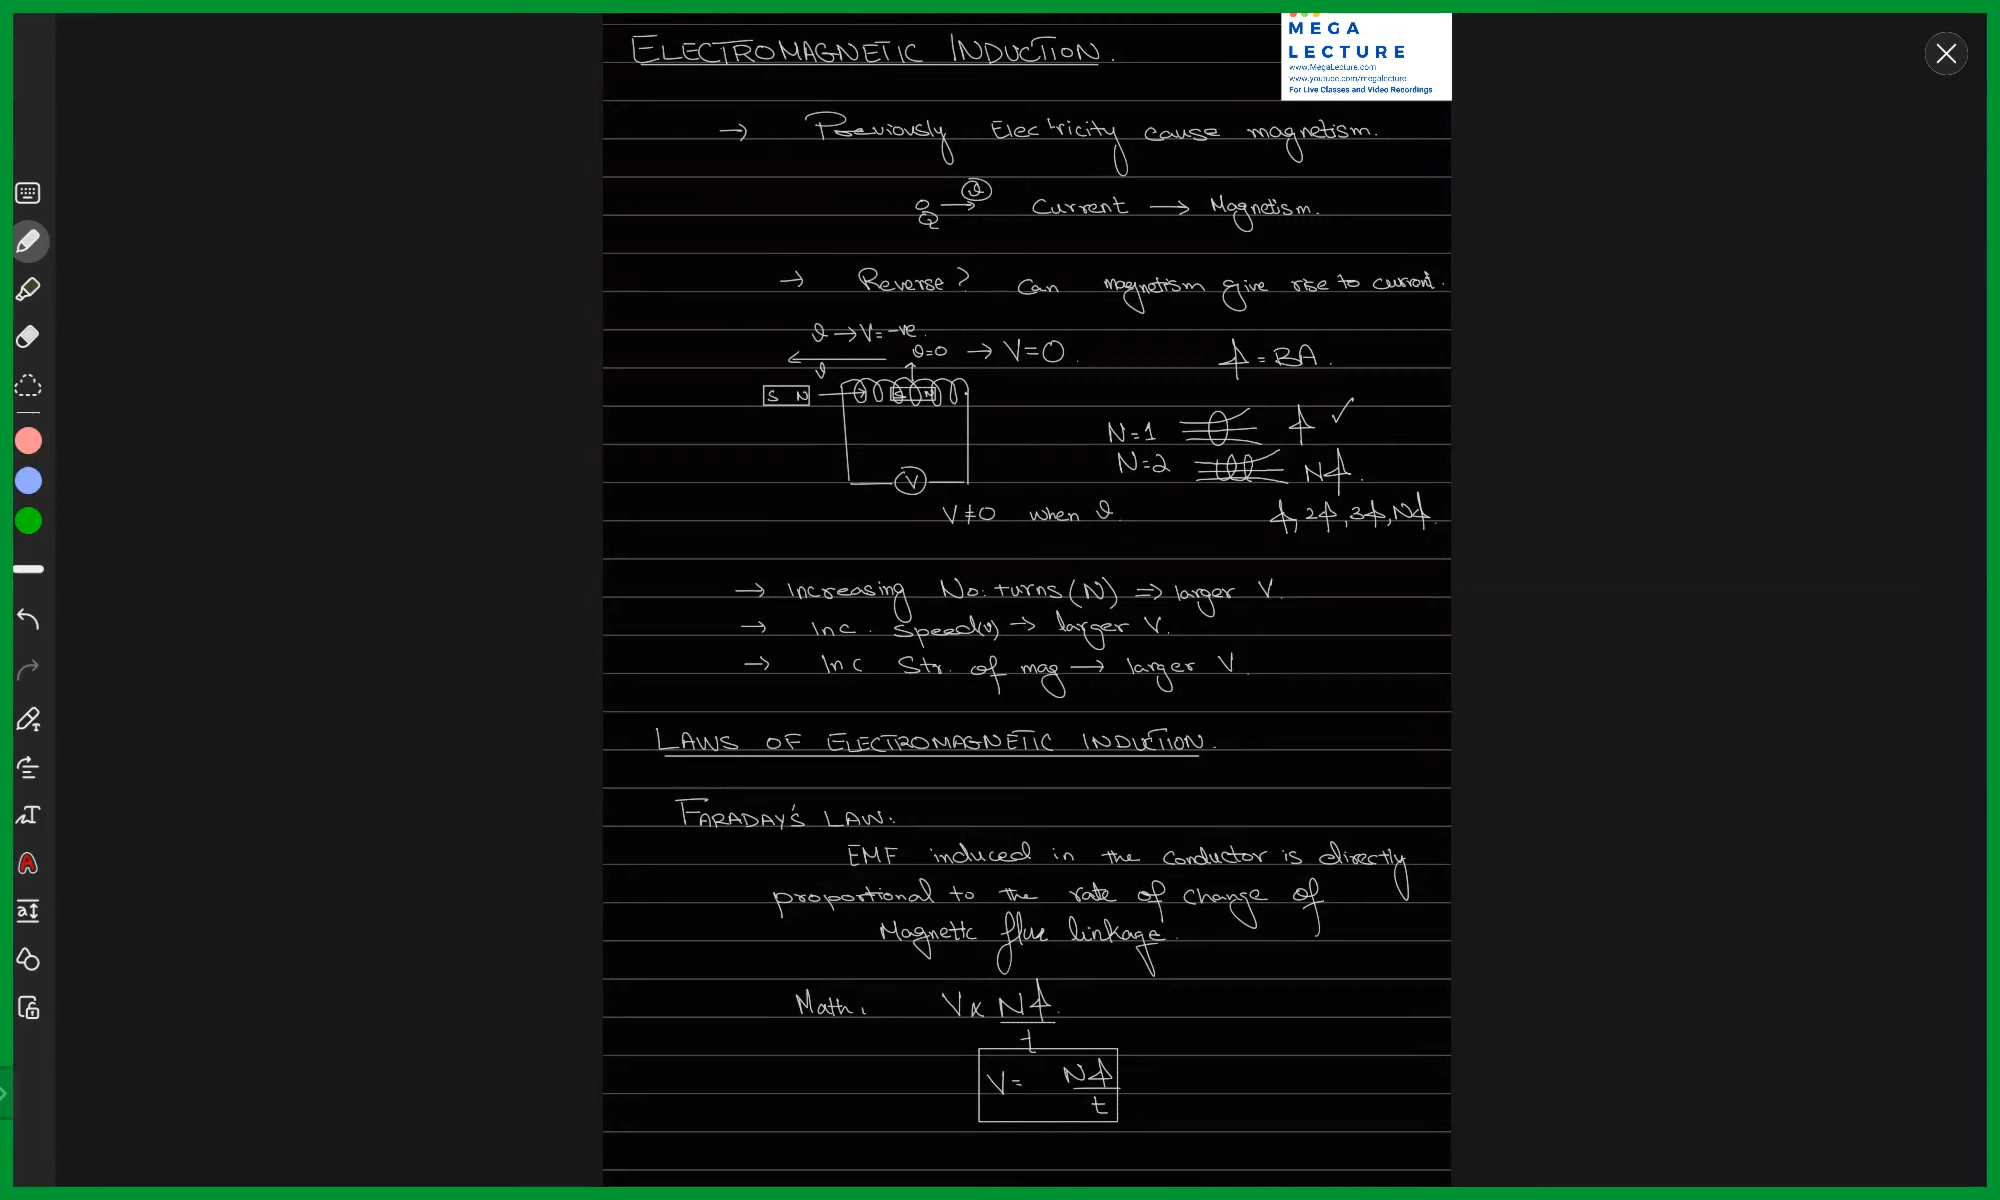 ELECTROMAGNETIC INDUCTION.
MEGA
LECTURE
www.MegaLecture.com
www.youtube.com/megalecture
For Live Classes and Video Recordings
→ Previously Electricity cause magnetism.
Q → v Current → Magnetism.
→ Reverse? Can magnetism give rise to current.
v → V = -ve.
v=0 → V=0. ϕ = BA.
v
S N S N
N=1 ϕ ✓
N=2 Nϕ.
V
V≠0 when v. ϕ, 2ϕ, 3ϕ, Nϕ.
→ Increasing No. turns (N) => larger V.
→ Inc. Speed(v) → larger V.
→ Inc Str. of mag → larger V.
LAWS OF ELECTROMAGNETIC INDUCTION.
FARADAY'S LAW:
EMF induced in the conductor is directly
proportional to the rate of change of
Magnetic flux linkage.
Math, V ∝ Nϕ.
t
V = Nϕ
t